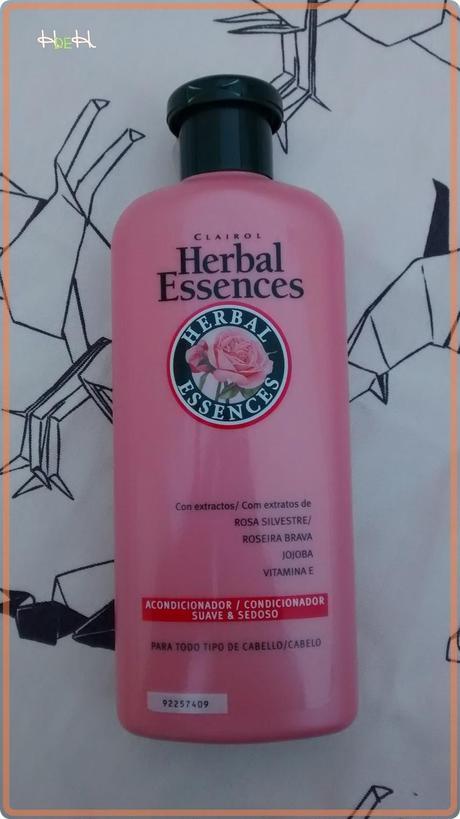 HDEH
CLAIROL
Herbal
Essences
HERBAL
ESSENCES
Con extractos/ Com extratos de
ROSA SILVESTRE/
ROSEIRA BRAVA
JOJOBA
VITAMINA E
ACONDICIONADOR / CONDICIONADOR
SUAVE & SEDOSO
PARA TODO TIPO DE CABELLO/CABELO
92257409